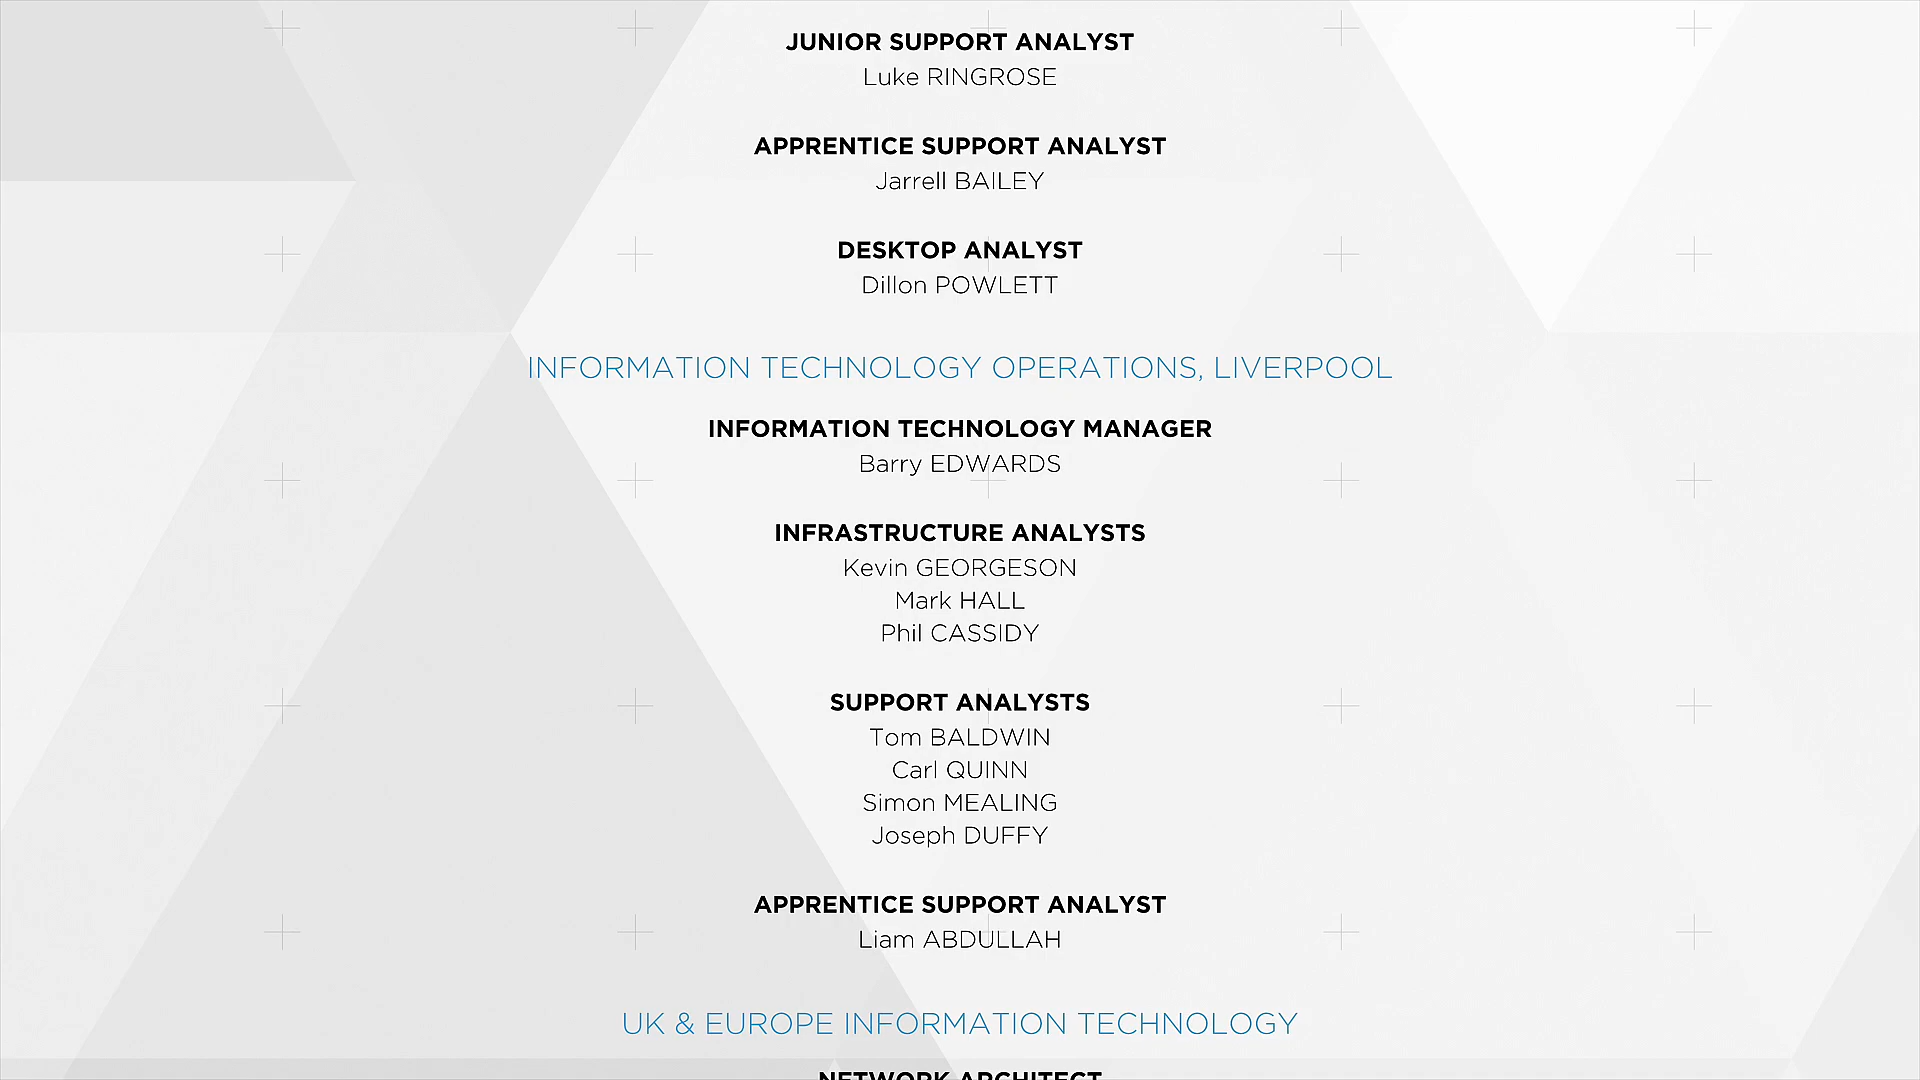 JUNIOR SUPPORT ANALYST
Luke RINGROSE
APPRENTICE SUPPORT ANALYST
Jarrell BAILEY
DESKTOP ANALYST
Dillon POWLETT
INFORMATION TECHNOLOGY OPERATIONS, LIVERPOOL
INFORMATION TECHNOLOGY MANAGER
Barry EDWARDS
INFRASTRUCTURE ANALYSTS
Kevin GEORGESON
Mark HALL
Phil CASSIDY
SUPPORT ANALYSTS
Tom BALDWIN
Carl QUINN
Simon MEALING
Joseph DUFFY
APPRENTICE SUPPORT ANALYST
Liam ABDULLAH
UK & EUROPE INFORMATION TECHNOLOGY
NETWORK ARCHITECT